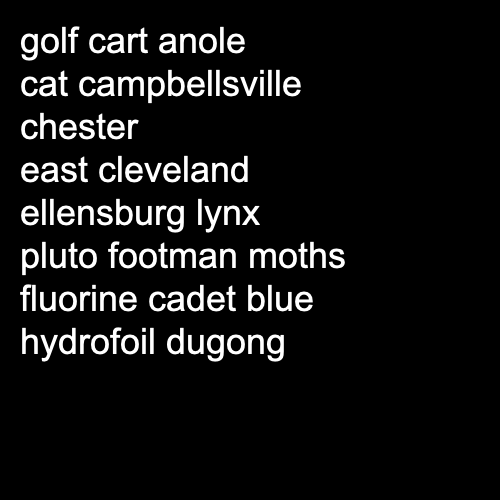 golf cart anole
cat campbellsville
chester
east cleveland
ellensburg lynx
pluto footman moths
fluorine cadet blue
hydrofoil dugong